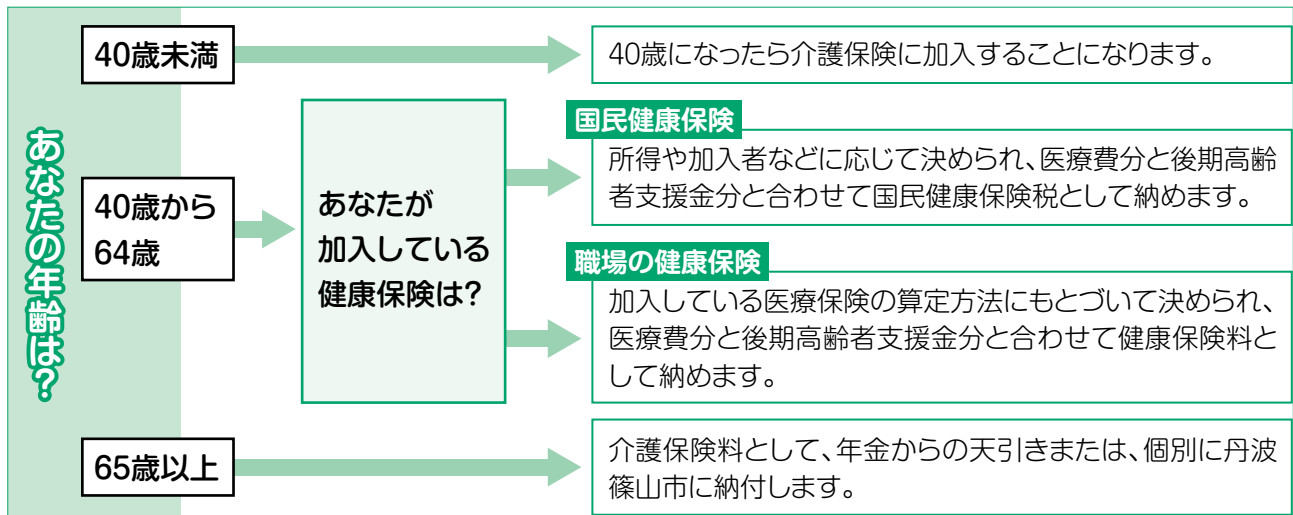 あなたの年齢は?
40歳未満
40歳になったら介護保険に加入することになります。
40歳から
64歳
あなたが
加入している
健康保険は?
国民健康保険
所得や加入者などに応じて決められ、医療費分と後期高齢
者支援金分と合わせて国民健康保険税として納めます。
職場の健康保険
加入している医療保険の算定方法にもとづいて決められ、
医療費分と後期高齢者支援金分と合わせて健康保険料と
して納めます。
65歳以上
介護保険料として、年金からの天引きまたは、個別に丹波
篠山市に納付します。